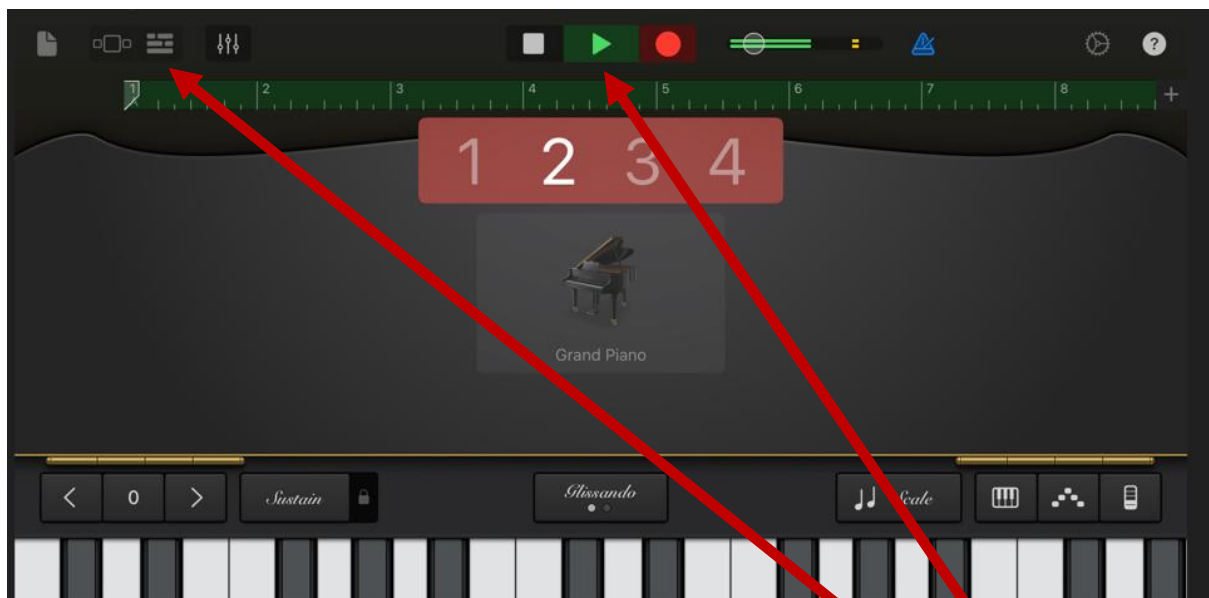 ?
1 2 3 4 5 6 7 8 +
1 2 3 4
Grand Piano
< 0 > Sustain Glissando Scale